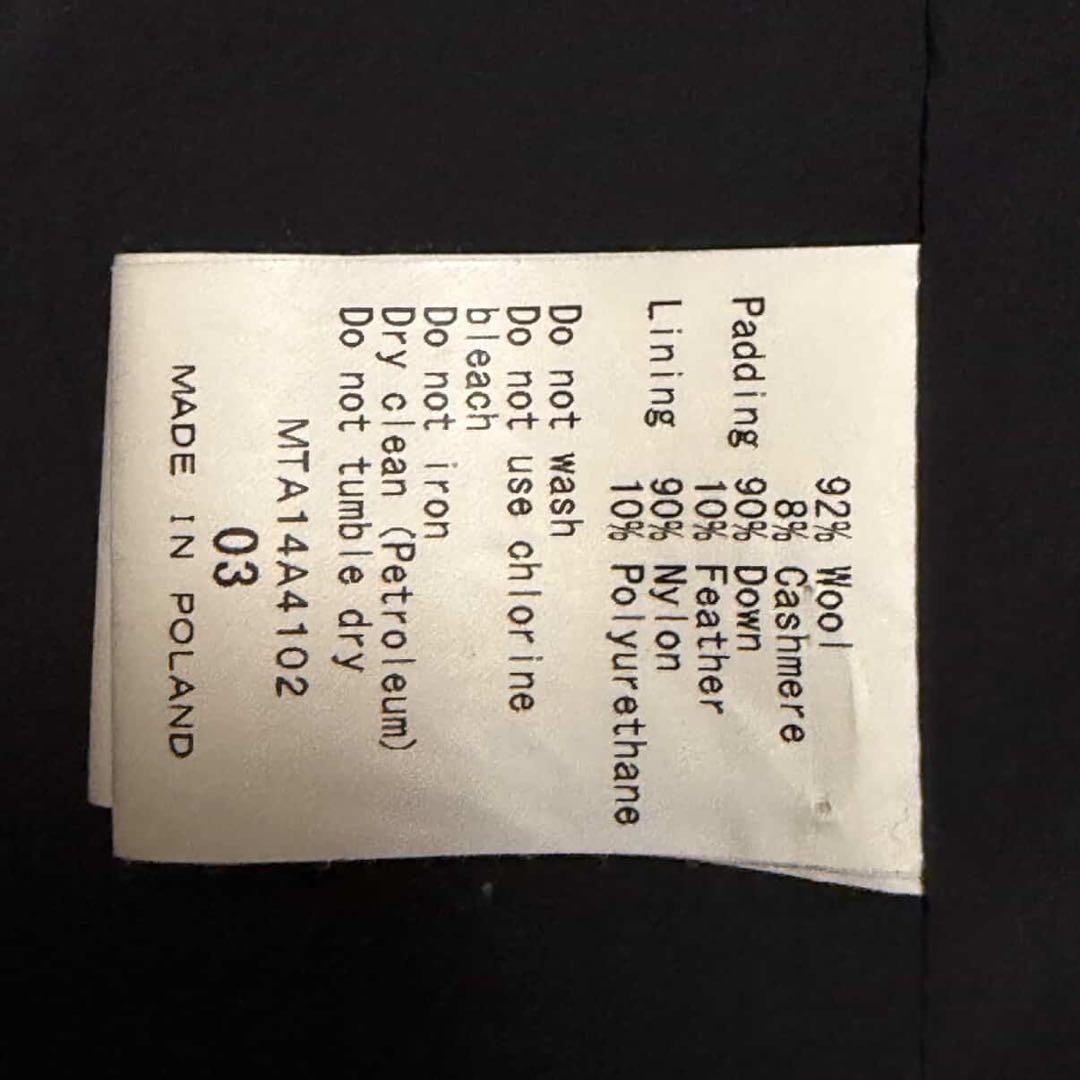 92% Wool
8% Cashmere
Padding 90% Down
10% Feather
Lining 90% Nylon
10% Polyurethane
Do not wash
Do not use chlorine
bleach
Do not iron
Dry clean (Petroleum)
Do not tumble dry
MTA14A4102
03
MADE IN POLAND